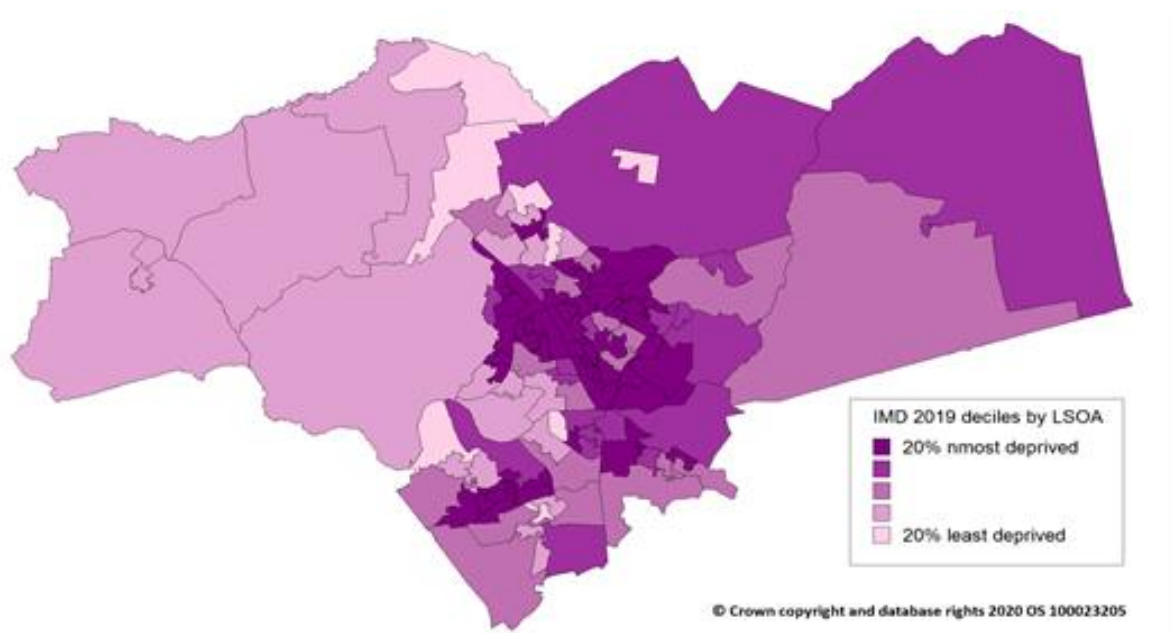 IMD 2019 deciles by LSOA
20% nmost deprived
20% least deprived
© Crown copyright and database rights 2020 OS 100023205